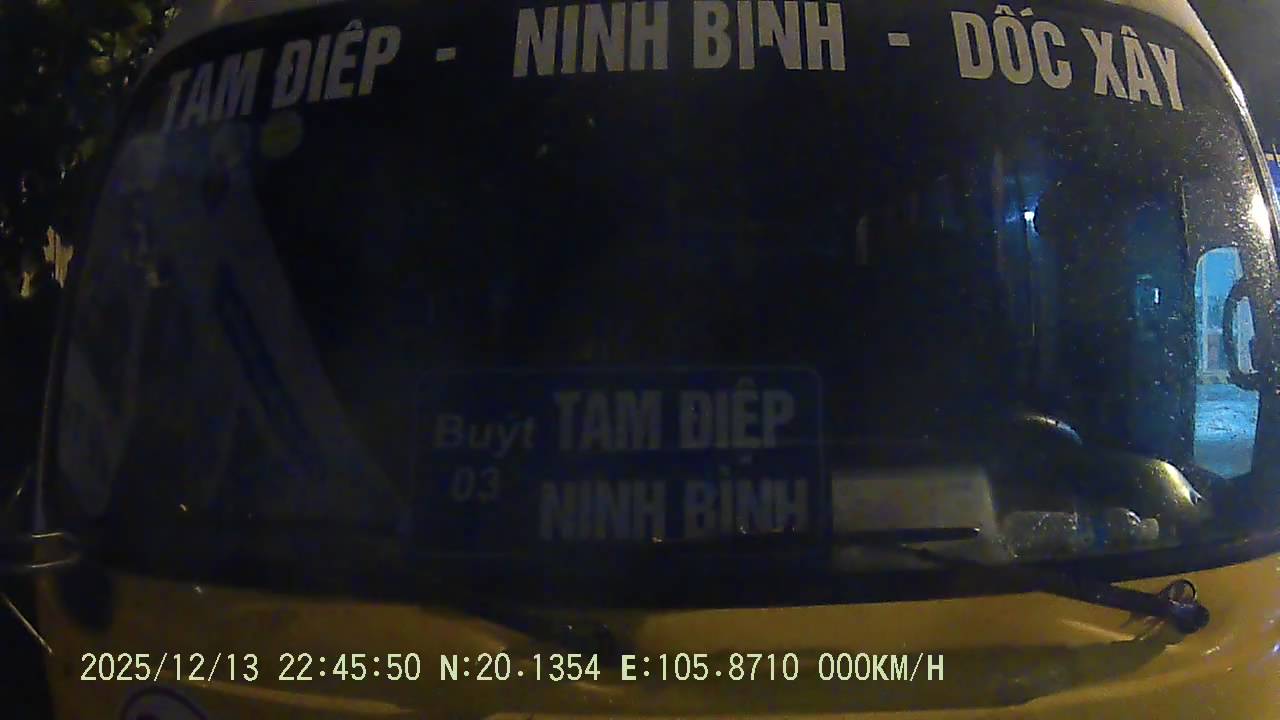 TAM ĐIỆP - NINH BÌNH - DỐC XÂY
Buýt 03
TAM ĐIỆP
NINH BÌNH
2025/12/13 22:45:50 N:20.1354 E:105.8710 000KM/H